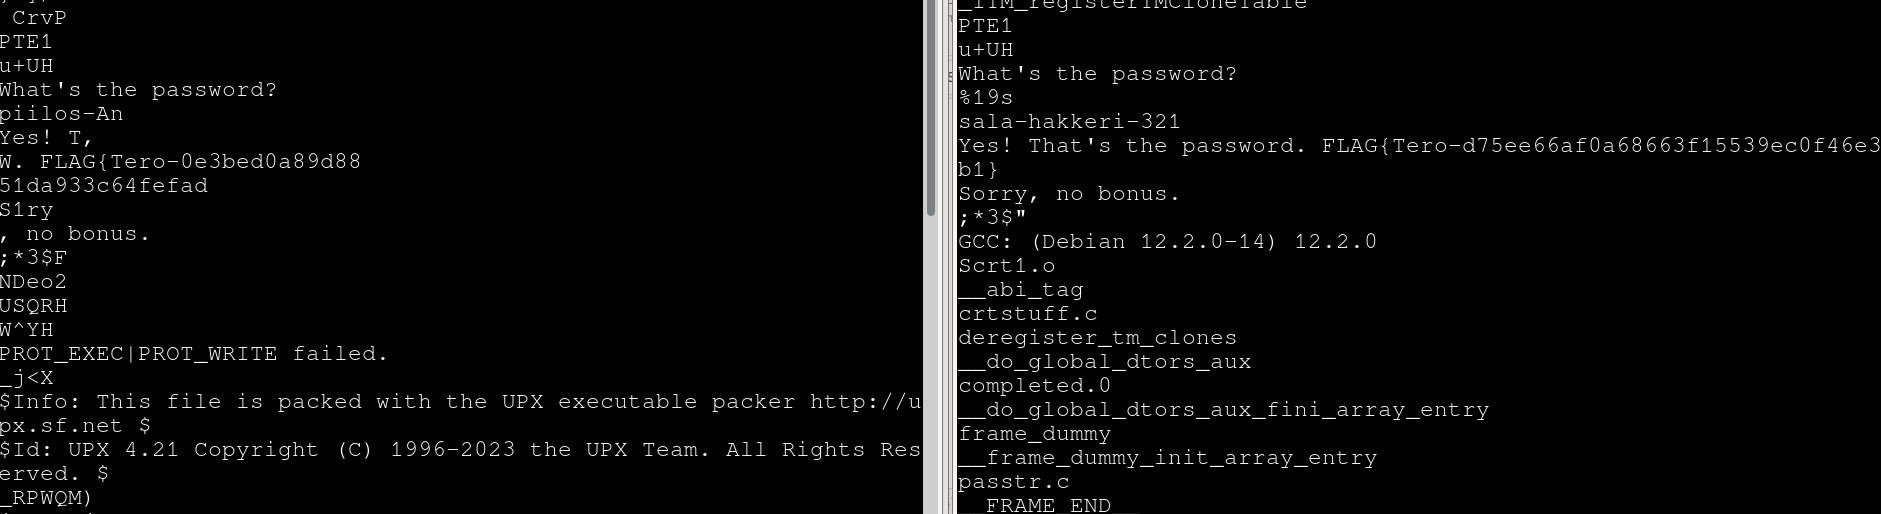 CrvP
PTE1
u+UH
What's the password?
piilos-An
Yes! T,
W. FLAG{Tero-0e3bed0a89d88
51da933c64fefad
S1ry
, no bonus.
;*3$F
NDeo2
USQRH
W^YH
PROT_EXEC|PROT_WRITE failed.
_j<X
$Info: This file is packed with the UPX executable packer http://u
px.sf.net $
$Id: UPX 4.21 Copyright (C) 1996-2023 the UPX Team. All Rights Res
erved. $
_RPWQM)
_ITM_registerTMCloneTable
PTE1
u+UH
What's the password?
%19s
sala-hakkeri-321
Yes! That's the password. FLAG{Tero-d75ee66af0a68663f15539ec0f46e3
b1}
Sorry, no bonus.
;*3$"
GCC: (Debian 12.2.0-14) 12.2.0
Scrt1.o
__abi_tag
crtstuff.c
deregister_tm_clones
__do_global_dtors_aux
completed.0
__do_global_dtors_aux_fini_array_entry
frame_dummy
__frame_dummy_init_array_entry
passtr.c
__FRAME_END__